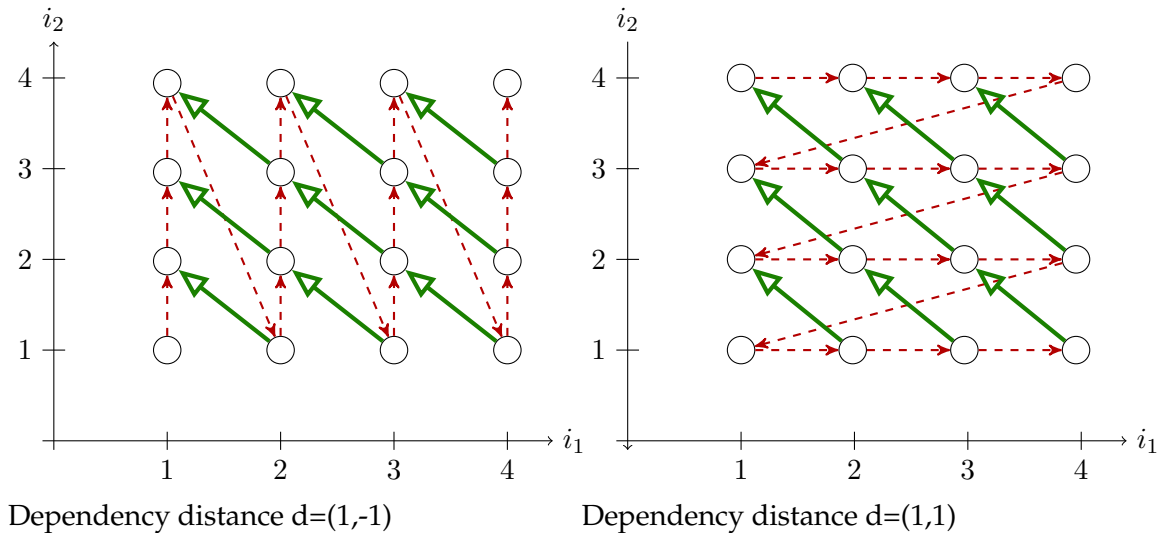 i2
4
3
2
1
1 2 3 4 i1
Dependency distance d=(1,-1)
i2
4
3
2
1
1 2 3 4 i1
Dependency distance d=(1,1)